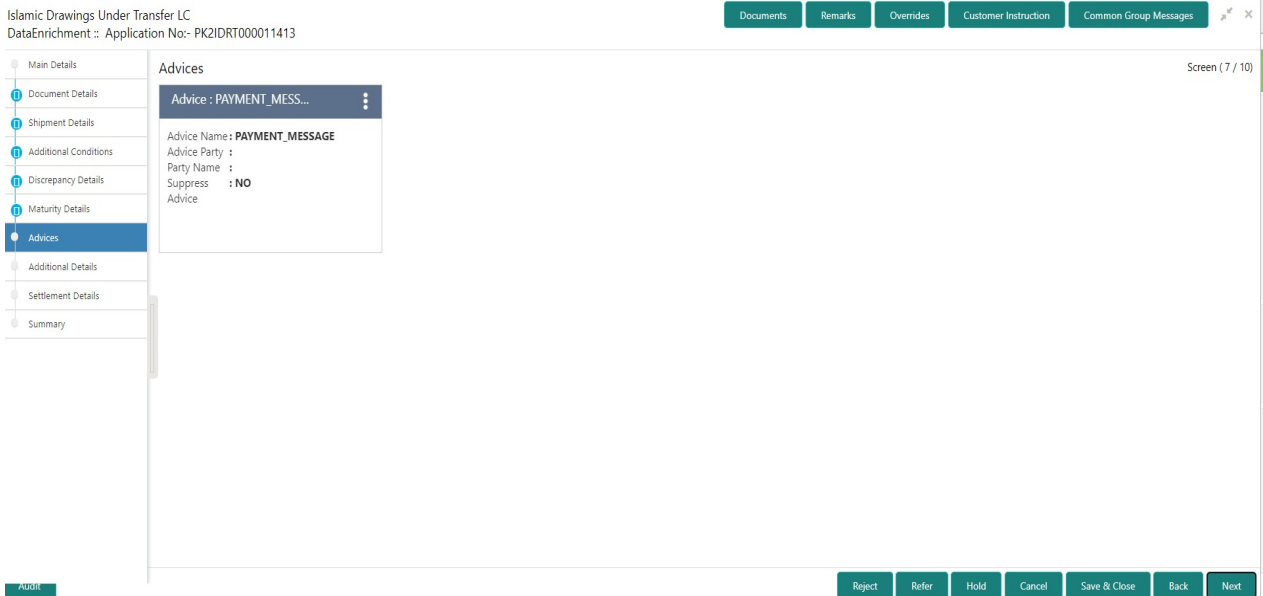 Islamic Drawings Under Transfer LC
DataEnrichment :: Application No:- PK2IDRT000011413
Documents
Remarks
Overrides
Customer Instruction
Common Group Messages
Main Details
Document Details
Shipment Details
Additional Conditions
Discrepancy Details
Maturity Details
Advices
Additional Details
Settlement Details
Summary
Advices
Screen ( 7 / 10)
Advice : PAYMENT_MESS...
Advice Name : PAYMENT_MESSAGE
Advice Party :
Party Name :
Suppress : NO
Advice
Audit
Reject
Refer
Hold
Cancel
Save & Close
Back
Next